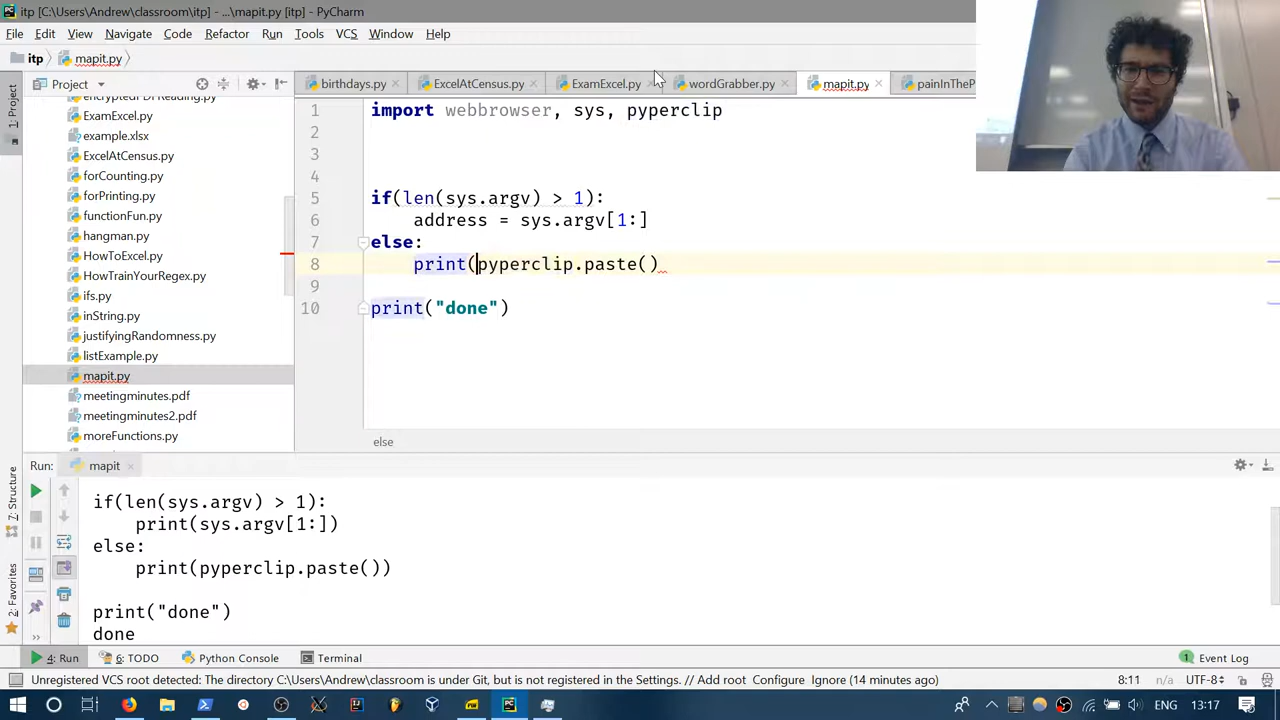 itp [C:\Users\Andrew\classroom\itp] - ...\mapit.py [itp] - PyCharm
File Edit View Navigate Code Refactor Run Tools VCS Window Help
itp mapit.py
Project
birthdays.py ExcelAtCensus.py ExamExcel.py wordGrabber.py mapit.py painInTheP
1: Project
ExamExcel.py
example.xlsx
ExcelAtCensus.py
forCounting.py
forPrinting.py
functionFun.py
hangman.py
HowToExcel.py
HowTrainYourRegex.py
ifs.py
inString.py
justifyingRandomness.py
listExample.py
mapit.py
meetingminutes.pdf
meetingminutes2.pdf
moreFunctions.py
1 import webbrowser, sys, pyperclip
2
3
4
5 if(len(sys.argv) > 1):
6 address = sys.argv[1:]
7 else:
8 print(pyperclip.paste()
9
10 print("done")
else
Run: mapit
7: Structure
2: Favorites
if(len(sys.argv) > 1):
print(sys.argv[1:])
else:
print(pyperclip.paste())
print("done")
done
4: Run 6: TODO Python Console Terminal 1 Event Log
Unregistered VCS root detected: The directory C:\Users\Andrew\classroom is under Git, but is not registered in the Settings. // Add root Configure Ignore (14 minutes ago) 8:11 n/a UTF-8
ENG 13:17